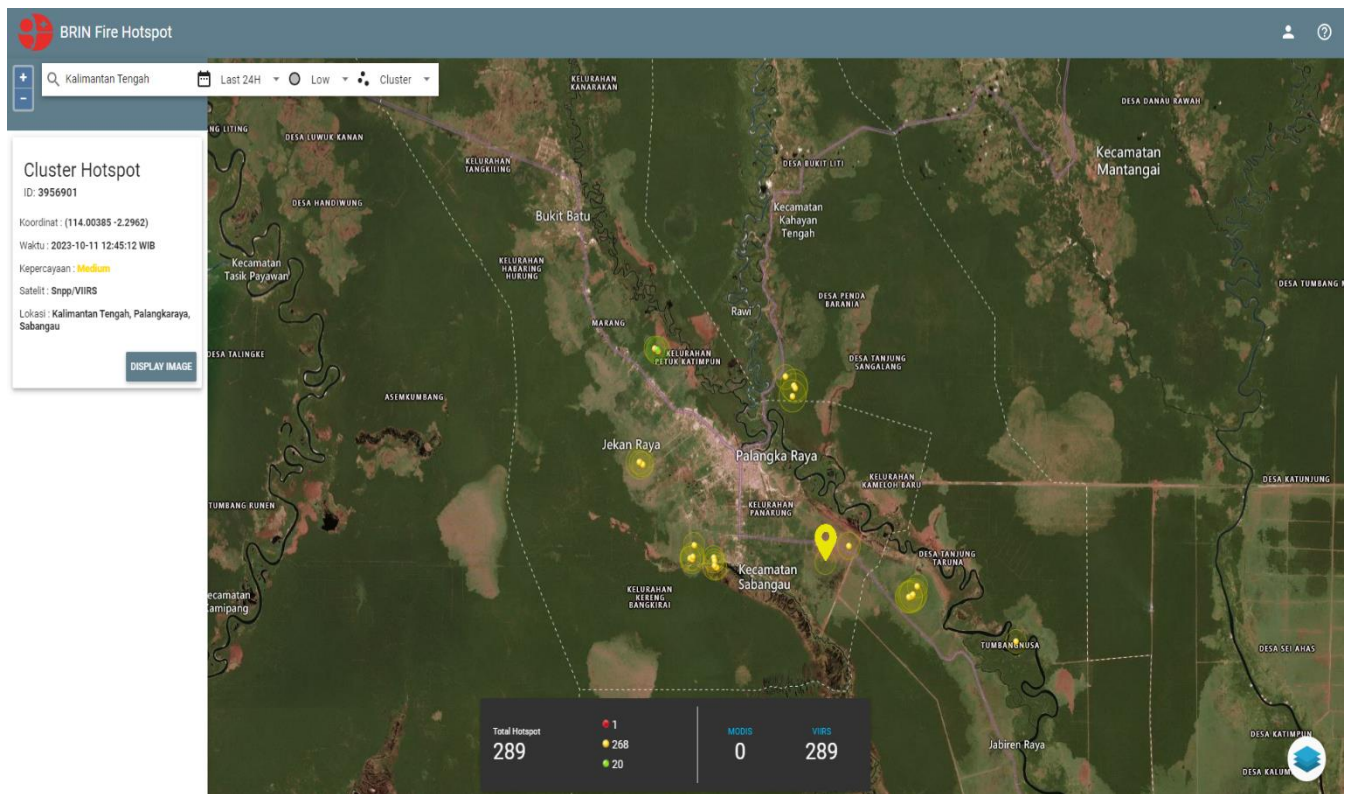 BRIN Fire Hotspot
+
-
Kalimantan Tengah
Last 24H
Low
Cluster
Cluster Hotspot
ID: 3956901
Koordinat : (114.00385 -2.2962)
Waktu : 2023-10-11 12:45:12 WIB
Kepercayaan : Medium
Satelit : Snpp/VIIRS
Lokasi : Kalimantan Tengah, Palangkaraya,
Sabangau
DISPLAY IMAGE
KELURAHAN
KANARAKAN
DESA DANAU RAWAH
NG LITING
DESA LUWUK KANAN
KELURAHAN
TANGKILING
DESA BUKIT LITI
Kecamatan
Mantangai
DESA HANDIWUNG
Bukit Batu
Kecamatan
Kahayan
Tengah
Kecamatan
Tasik Payawan
KELURAHAN
HABARING
HURUNG
DESA TUMBANG
DESA PENDA
BARANIA
Rawi
MARANG
DESA TALINGKE
KELURAHAN
PETUK KATIMPUN
DESA TANJUNG
SANGALANG
ASEMKUMBANG
Jekan Raya
Palangka Raya
KELURAHAN
KAMELOH BARU
DESA KATUNJUNG
TUMBANG RUNEN
KELURAHAN
PANARUNG
DESA TANJUNG
TARUNA
Kecamatan
Sabangau
KELURAHAN
KERENG
BANGKIRAI
ecamatan
Kamipang
TUMBANGNUSA
DESA SEI AHAS
Total Hotspot
289
1
268
20
MODIS
0
VIIRS
289
Jabiren Raya
DESA KATIMPUN
DESA KALUM